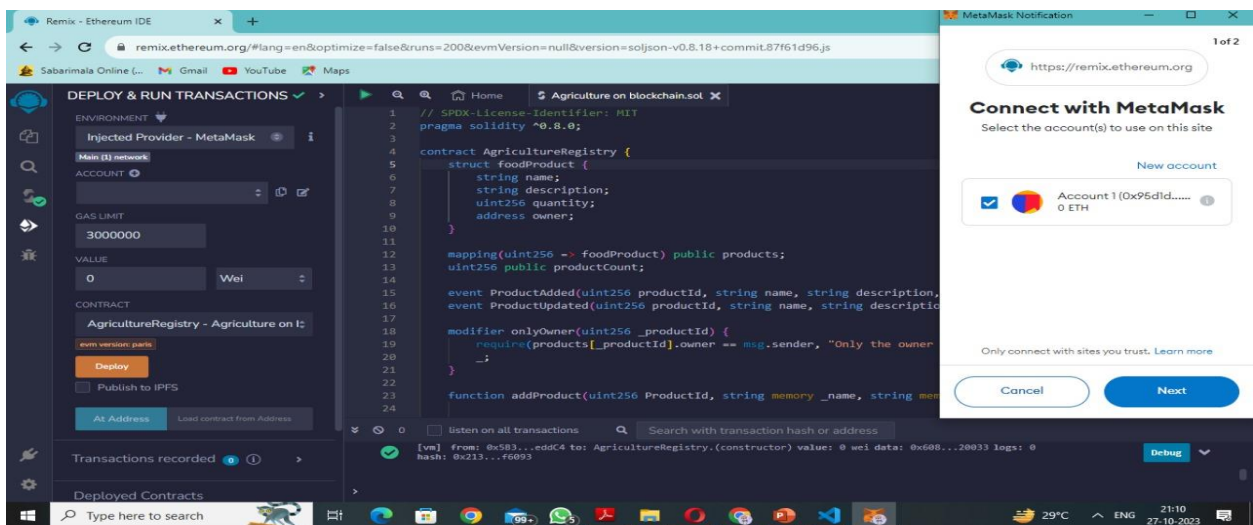 Remix - Ethereum IDE
remix.ethereum.org/#lang=en&optimize=false&runs=200&evmVersion=null&version=soljson-v0.8.18+commit.87f61d96.js
Sabarimala Online (...
Gmail
YouTube
Maps
DEPLOY & RUN TRANSACTIONS
ENVIRONMENT
Injected Provider - MetaMask
Main (1) network
ACCOUNT
GAS LIMIT
3000000
VALUE
0
Wei
CONTRACT
AgricultureRegistry - Agriculture on
evm version: paris
Deploy
Publish to IPFS
At Address
Load contract from Address
Transactions recorded 0
Deployed Contracts
Home
Agriculture on blockchain.sol
1 // SPDX-License-Identifier: MIT
2 pragma solidity ^0.8.0;
3
4 contract AgricultureRegistry {
5 struct foodProduct {
6 string name;
7 string description;
8 uint256 quantity;
9 address owner;
10 }
11
12 mapping(uint256 => foodProduct) public products;
13 uint256 public productCount;
14
15 event ProductAdded(uint256 productId, string name, string description,
16 event ProductUpdated(uint256 productId, string name, string descriptio
17
18 modifier onlyOwner(uint256 _productId) {
19 require(products[_productId].owner == msg.sender, "Only the owner
20 _;
21 }
22
23 function addProduct(uint256 ProductId, string memory _name, string mem
24
0
listen on all transactions
Search with transaction hash or address
[vm] from: 0x583...eddC4 to: AgricultureRegistry.(constructor) value: 0 wei data: 0x608...20033 logs: 0
hash: 0x213...f6093
Debug
>
MetaMask Notification
1 of 2
https://remix.ethereum.org
Connect with MetaMask
Select the account(s) to use on this site
New account
Account 1 (0x95d1d......
0 ETH
Only connect with sites you trust. Learn more
Cancel
Next
Type here to search
99+
5
29°C
ENG
21:10
27-10-2023